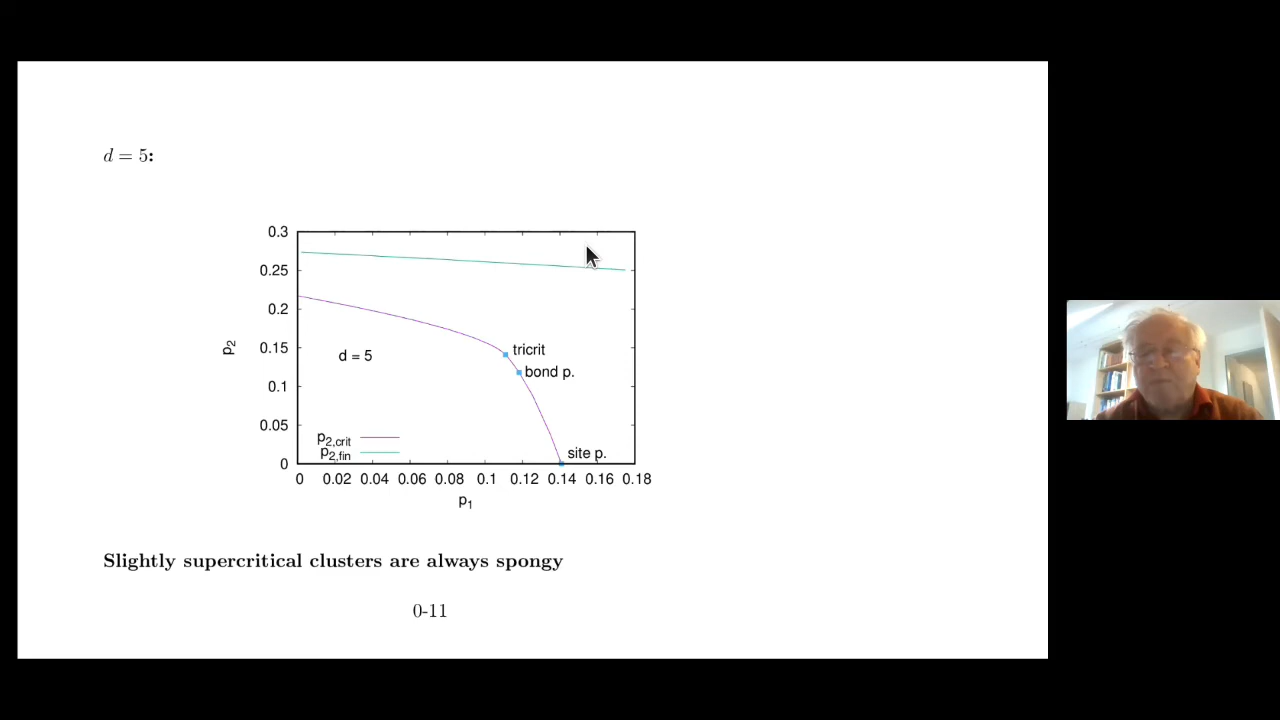 d = 5:
0.3
0.25
0.2
0.15
0.1
0.05
0
p2
tricrit
bond p.
d = 5
p2,crit
p2,fin
site p.
0 0.02 0.04 0.06 0.08 0.1 0.12 0.14 0.16 0.18
p1
Slightly supercritical clusters are always spongy
0-11